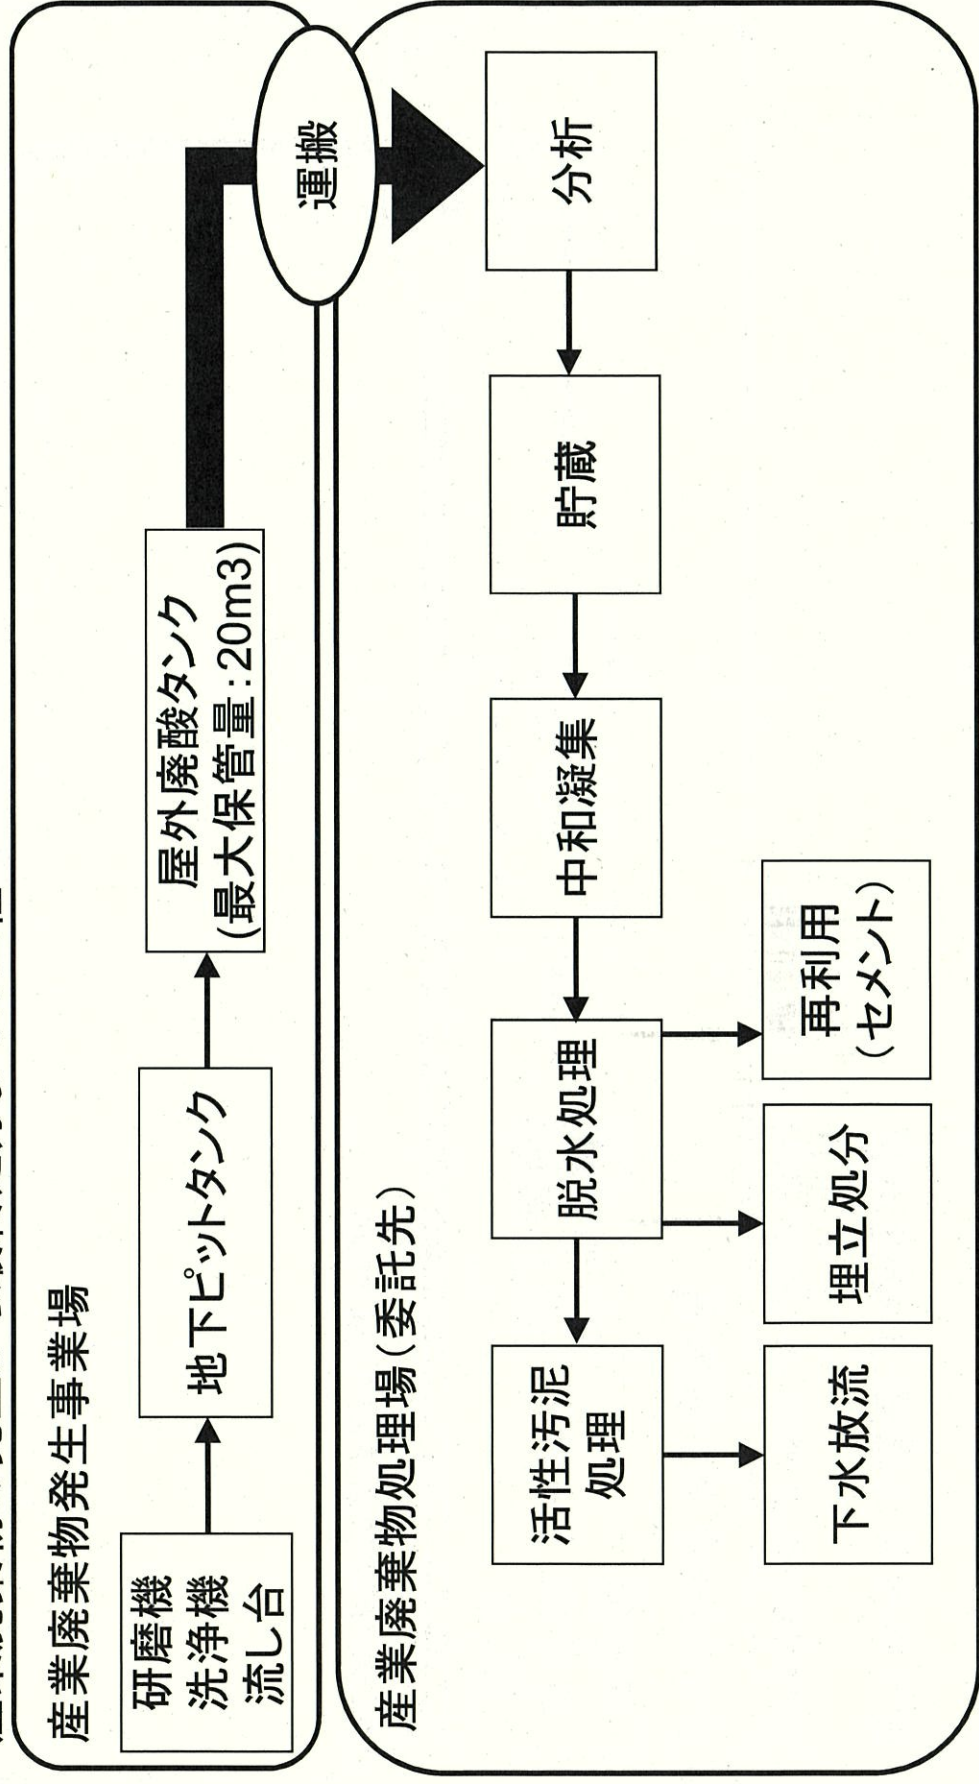 産業廃棄物発生事業場
研磨機
洗浄機
流し台
地下ピットタンク
屋外廃酸タンク
(最大保管量:20m3)
運搬
産業廃棄物処理場(委託先)
分析
貯蔵
中和凝集
脱水処理
活性汚泥
処理
再利用
(セメント)
埋立処分
下水放流